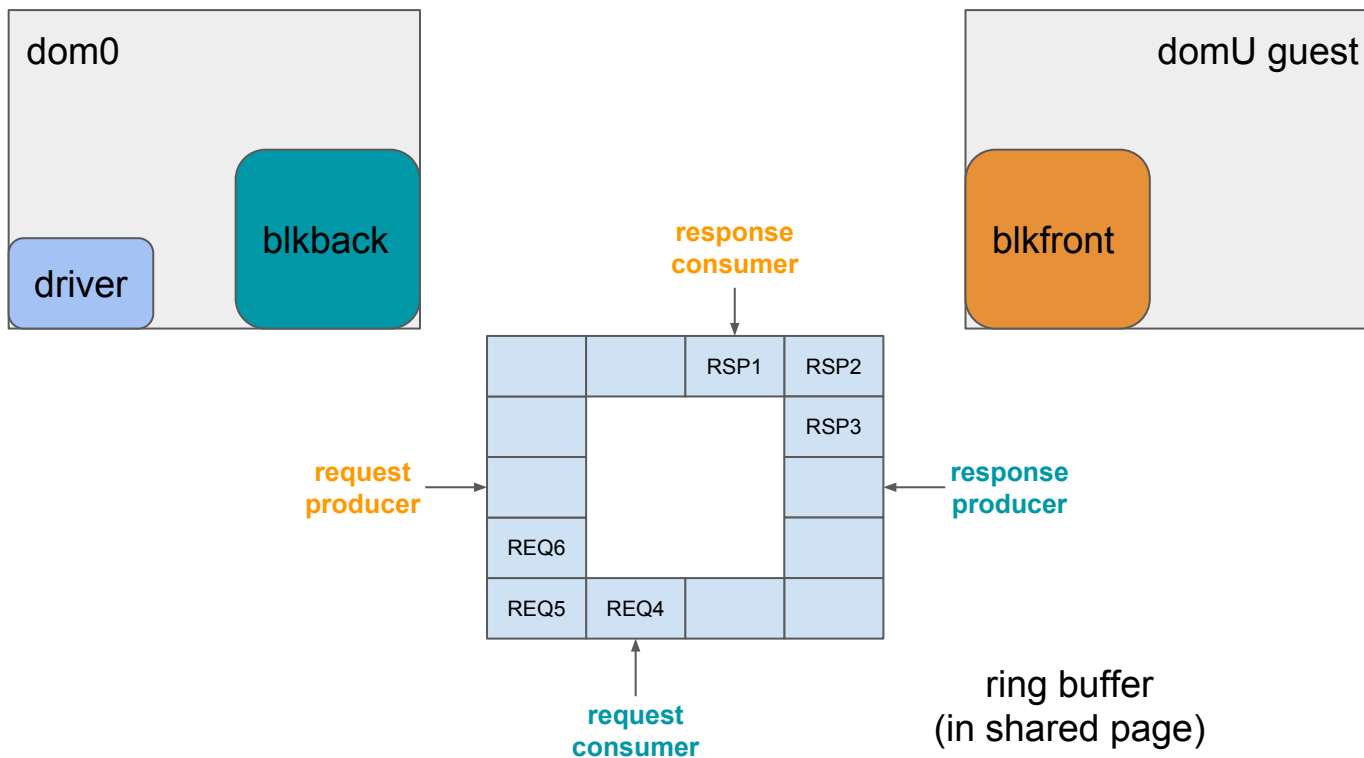 dom0
domU guest
blkback
driver
blkfront
response
consumer
RSP1
RSP2
RSP3
request
producer
response
producer
REQ6
REQ5
REQ4
request
consumer
ring buffer
(in shared page)